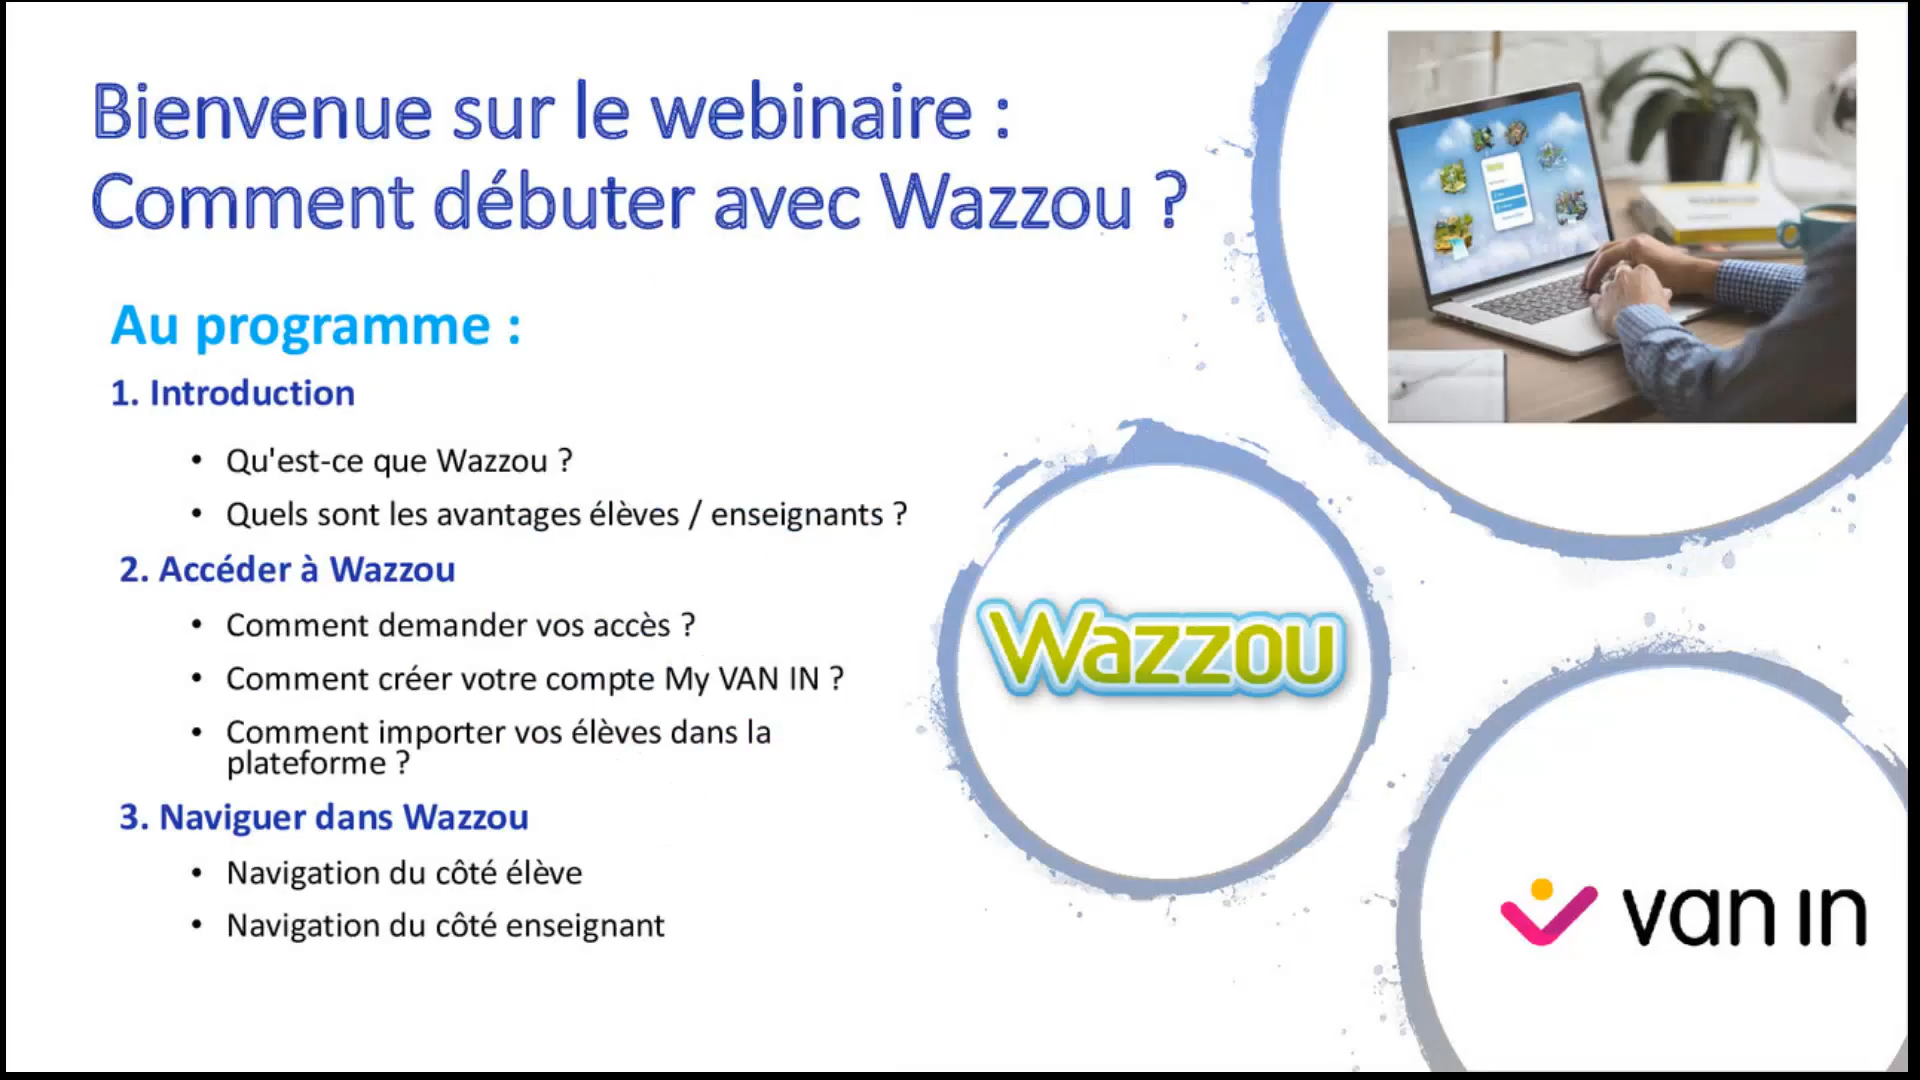 Bienvenue sur le webinaire :
Comment débuter avec Wazzou ?
Au programme :
1. Introduction
• Qu'est-ce que Wazzou ?
• Quels sont les avantages élèves / enseignants ?
2. Accéder à Wazzou
• Comment demander vos accès ?
• Comment créer votre compte My VAN IN ?
• Comment importer vos élèves dans la
plateforme ?
3. Naviguer dans Wazzou
• Navigation du côté élève
• Navigation du côté enseignant
Wazzou
van in